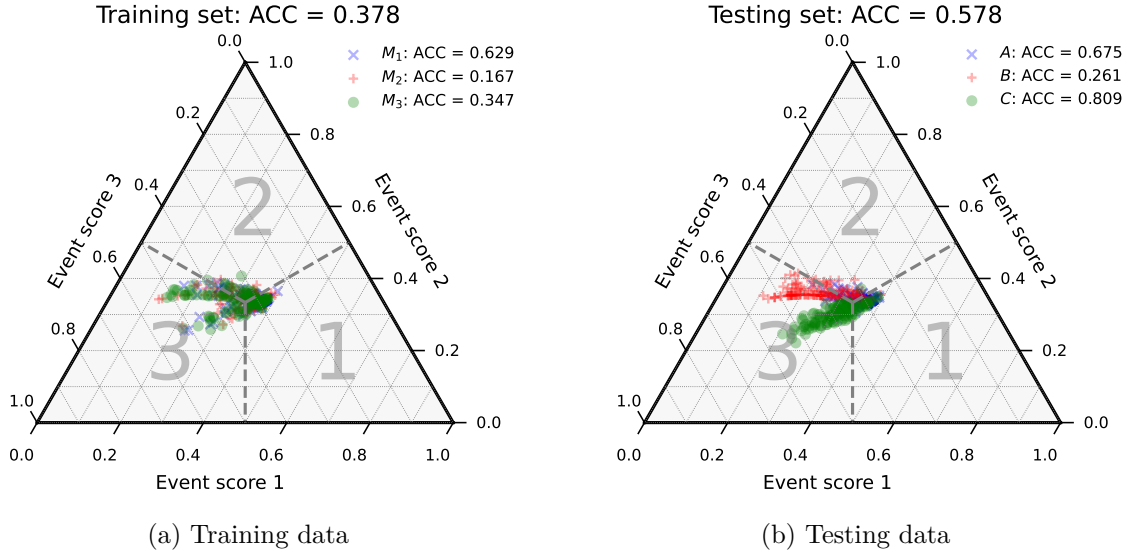 Training set: ACC = 0.378
M1: ACC = 0.629
M2: ACC = 0.167
M3: ACC = 0.347
0.0
0.2
0.4
0.6
0.8
1.0
Event score 3
1.0
0.8
0.6
0.4
0.2
0.0
Event score 2
2
3
1
0.0
0.2
0.4
0.6
0.8
1.0
Event score 1
(a) Training data
Testing set: ACC = 0.578
A: ACC = 0.675
B: ACC = 0.261
C: ACC = 0.809
0.0
0.2
0.4
0.6
0.8
1.0
Event score 3
1.0
0.8
0.6
0.4
0.2
0.0
Event score 2
2
3
1
0.0
0.2
0.4
0.6
0.8
1.0
Event score 1
(b) Testing data